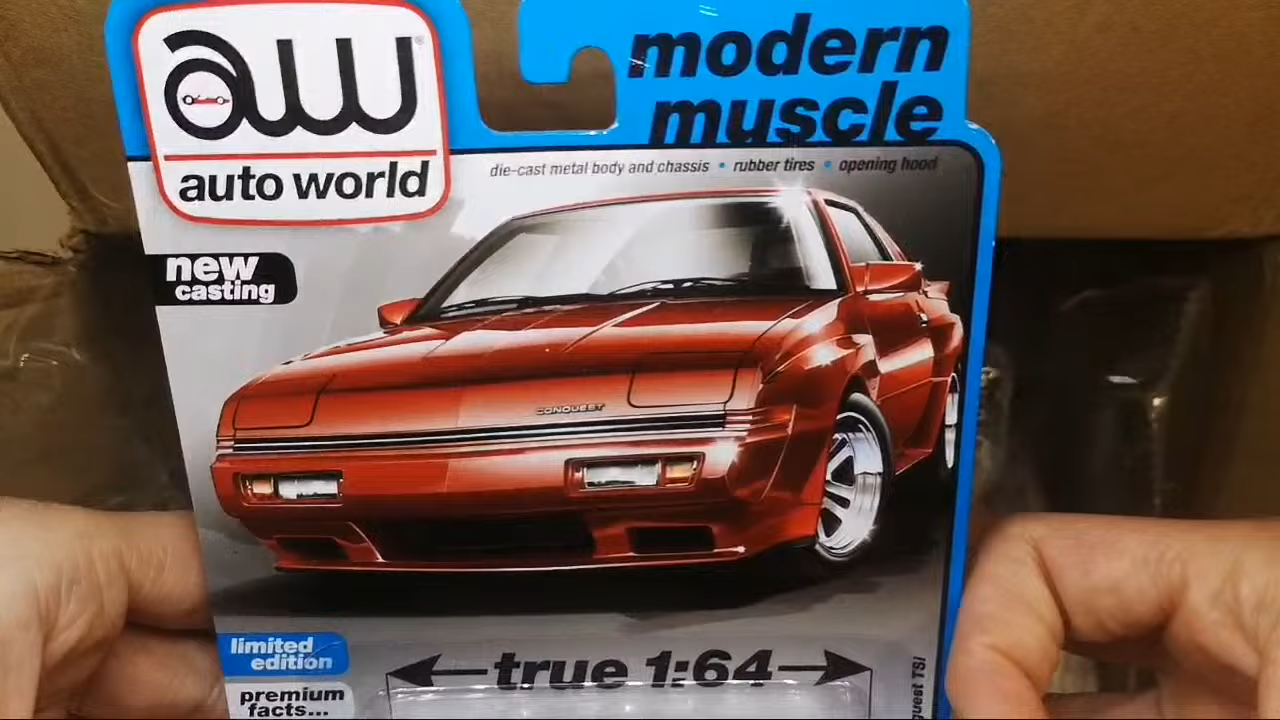 aw
auto world
modern
muscle
die-cast metal body and chassis • rubber tires • opening hood
new
casting
CONQUEST
limited
edition
true 1:64
premium
facts...
TSi